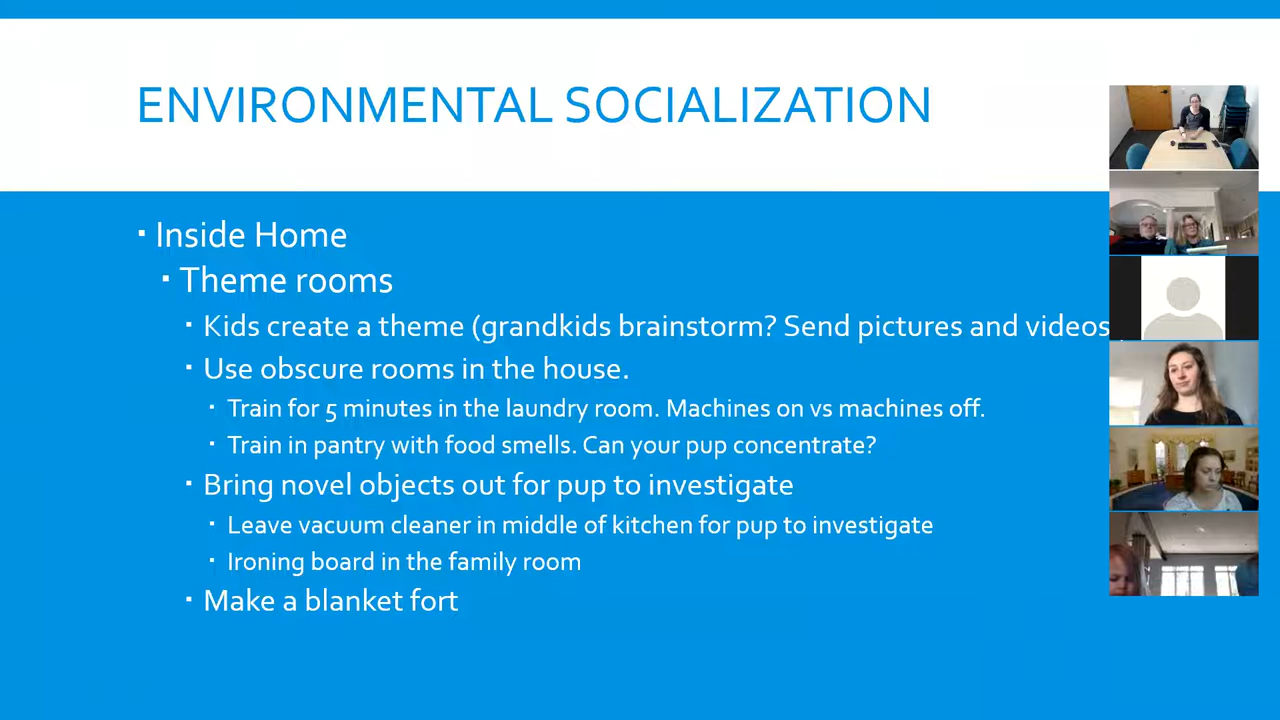 ENVIRONMENTAL SOCIALIZATION
▪ Inside Home
▪ Theme rooms
▪ Kids create a theme (grandkids brainstorm? Send pictures and videos
▪ Use obscure rooms in the house.
▪ Train for 5 minutes in the laundry room. Machines on vs machines off.
▪ Train in pantry with food smells. Can your pup concentrate?
▪ Bring novel objects out for pup to investigate
▪ Leave vacuum cleaner in middle of kitchen for pup to investigate
▪ Ironing board in the family room
▪ Make a blanket fort